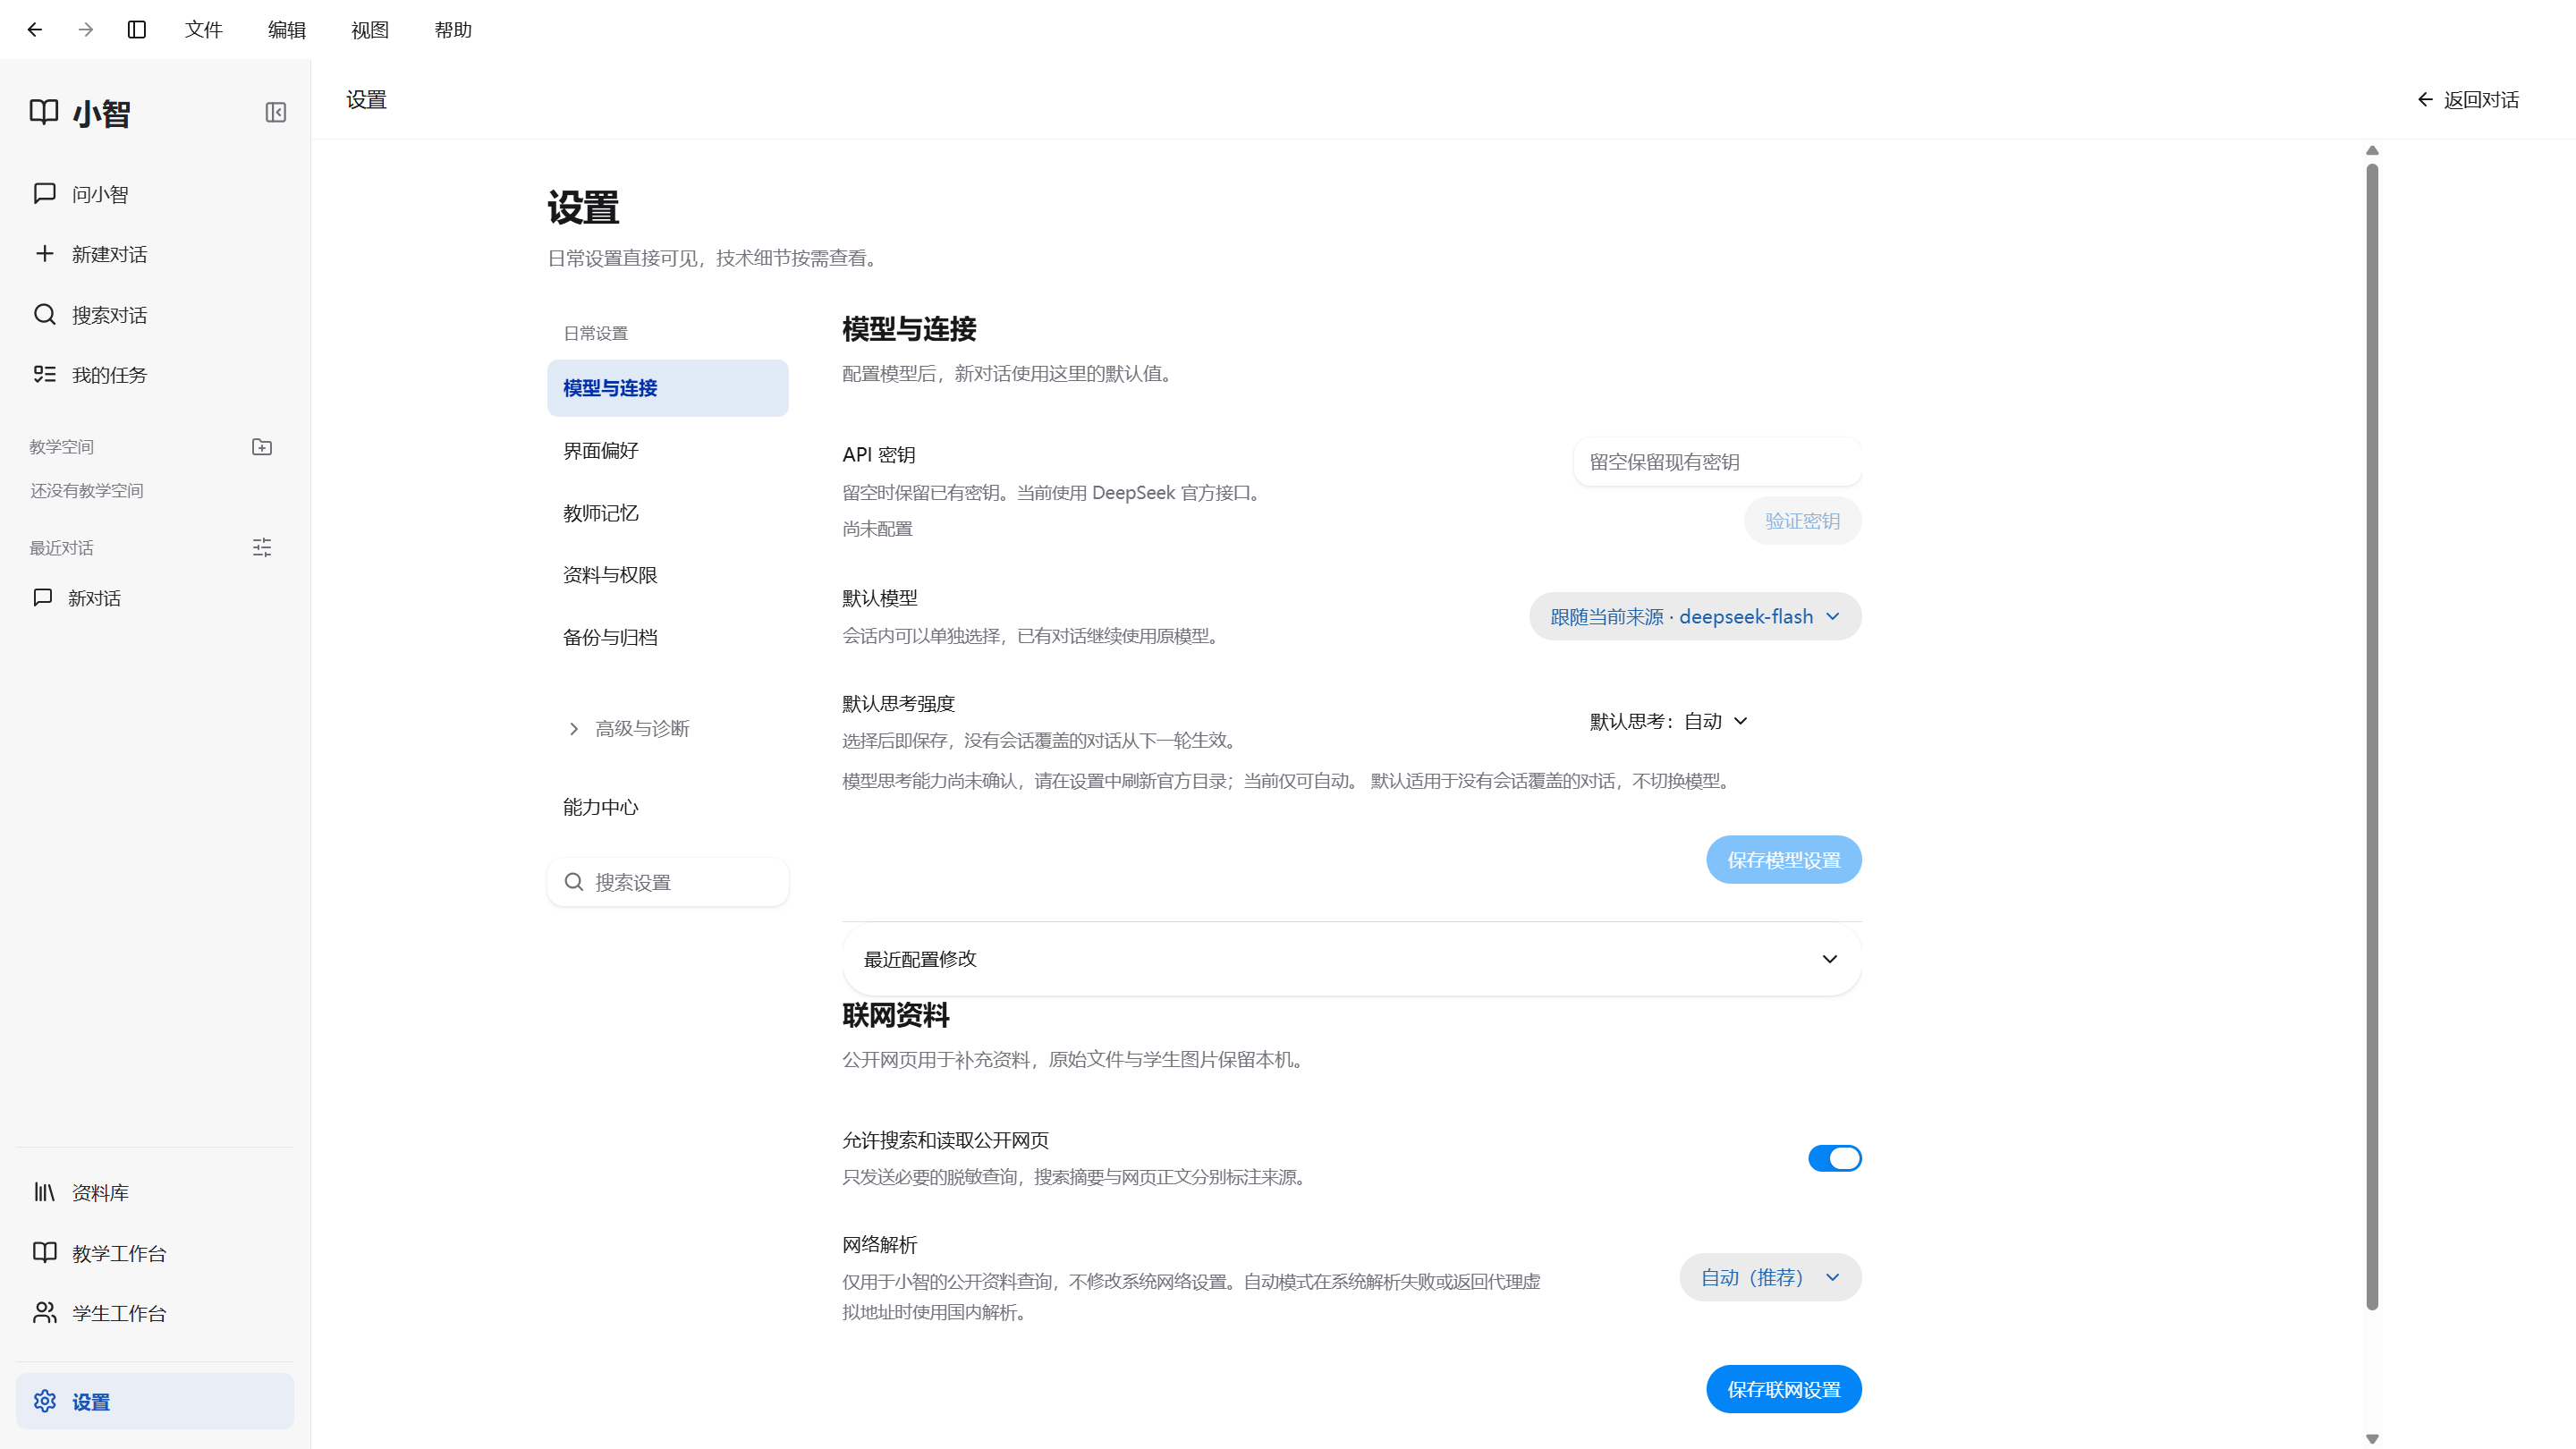 文件 编辑 视图 帮助
小智
问小智
新建对话
搜索对话
我的任务
教学空间
还没有教学空间
最近对话
新对话
资料库
教学工作台
学生工作台
设置
设置
返回对话
设置
日常设置直接可见，技术细节按需查看。
日常设置
模型与连接
界面偏好
教师记忆
资料与权限
备份与归档
高级与诊断
能力中心
搜索设置
模型与连接
配置模型后，新对话使用这里的默认值。
API 密钥
留空时保留已有密钥。当前使用 DeepSeek 官方接口。
尚未配置
留空保留现有密钥
验证密钥
默认模型
会话内可以单独选择，已有对话继续使用原模型。
跟随当前来源 · deepseek-flash
默认思考强度
选择后即保存，没有会话覆盖的对话从下一轮生效。
默认思考：自动
模型思考能力尚未确认，请在设置中刷新官方目录；当前仅可自动。 默认适用于没有会话覆盖的对话，不切换模型。
保存模型设置
最近配置修改
联网资料
公开网页用于补充资料，原始文件与学生图片保留本机。
允许搜索和读取公开网页
只发送必要的脱敏查询，搜索摘要与网页正文分别标注来源。
网络解析
仅用于小智的公开资料查询，不修改系统网络设置。自动模式在系统解析失败或返回代理虚
拟地址时使用国内解析。
自动（推荐）
保存联网设置